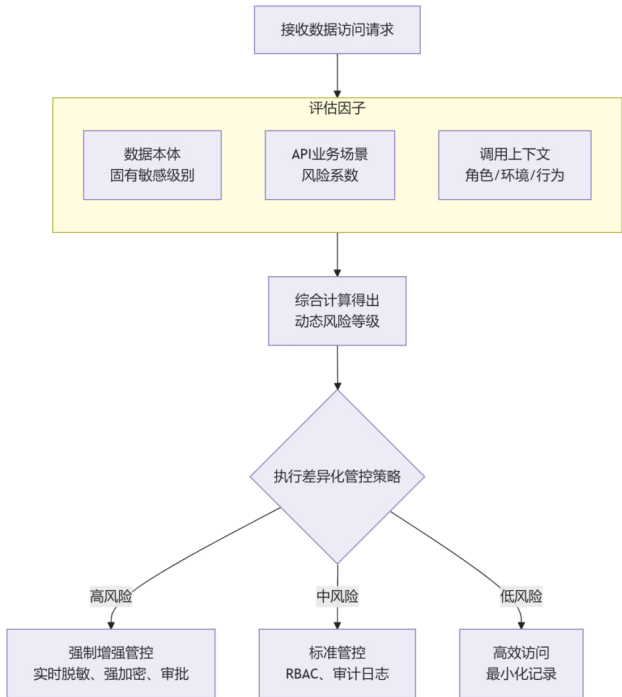 接收数据访问请求
评估因子
数据本体
固有敏感级别
API业务场景
风险系数
调用上下文
角色/环境/行为
综合计算得出
动态风险等级
执行差异化管控策略
高风险
中风险
低风险
强制增强管控
实时脱敏、强加密、审批
标准管控
RBAC、审计日志
高效访问
最小化记录